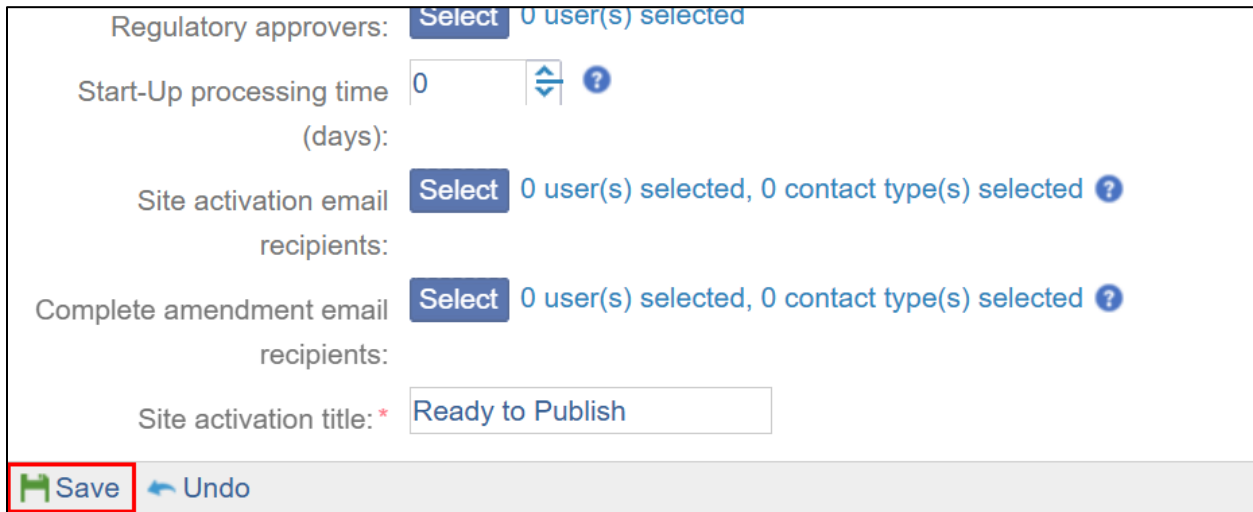 Regulatory approvers: Select 0 user(s) selected
Start-Up processing time 0 ?
(days):
Site activation email Select 0 user(s) selected, 0 contact type(s) selected ?
recipients:
Complete amendment email Select 0 user(s) selected, 0 contact type(s) selected ?
recipients:
Site activation title: * Ready to Publish
Save Undo